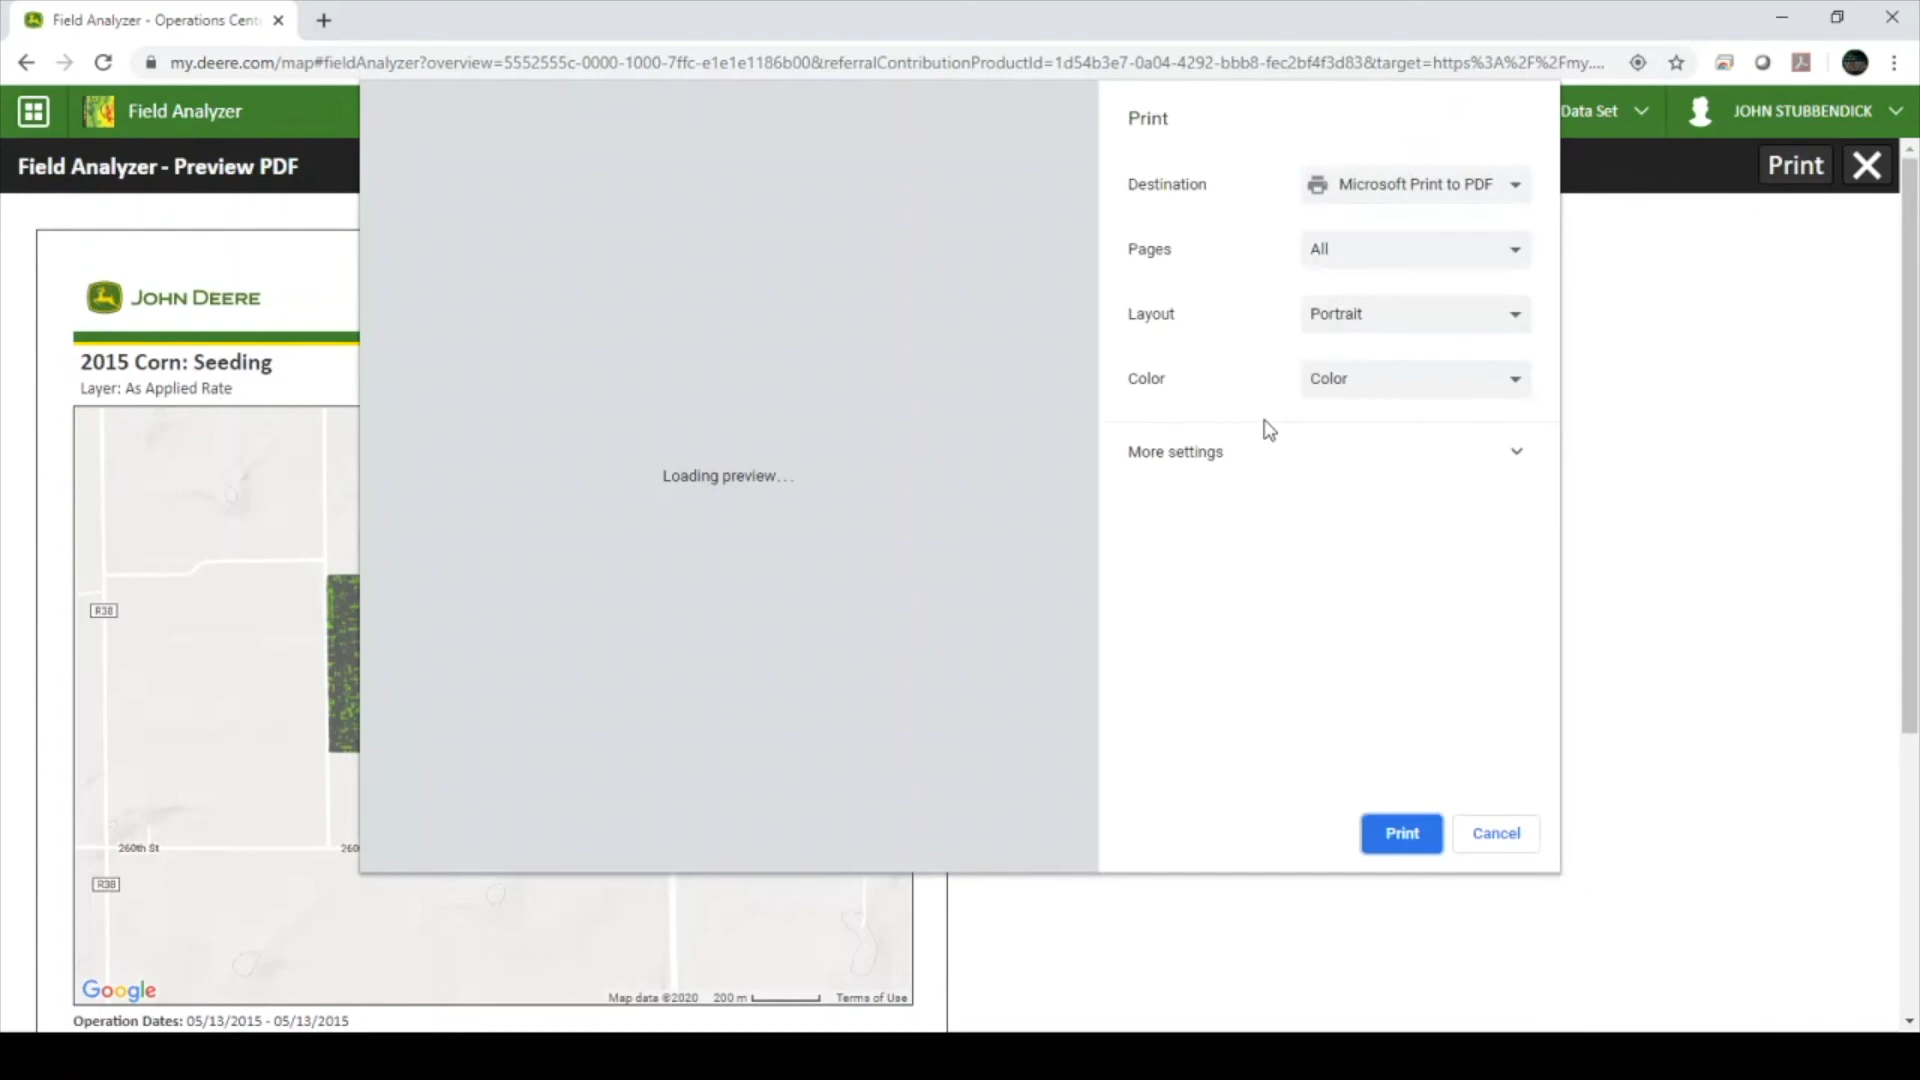 Field Analyzer - Operations Cent
my.deere.com/map#fieldAnalyzer?overview=5552555c-0000-1000-7ffc-e1e1e1186b00&referralContributionProductId=1d54b3e7-0a04-4292-bbb8-fec2bf4f3d83&target=https%3A%2F%2Fmy....
Field Analyzer
Data Set
JOHN STUBBENDICK
Field Analyzer - Preview PDF
Print
JOHN DEERE
2015 Corn: Seeding
Layer: As Applied Rate
R38
260th St
260
R38
Google
Map data ©2020
200 m
Terms of Use
Operation Dates: 05/13/2015 - 05/13/2015
Loading preview...
Print
Destination
Microsoft Print to PDF
Pages
All
Layout
Portrait
Color
Color
More settings
Print
Cancel